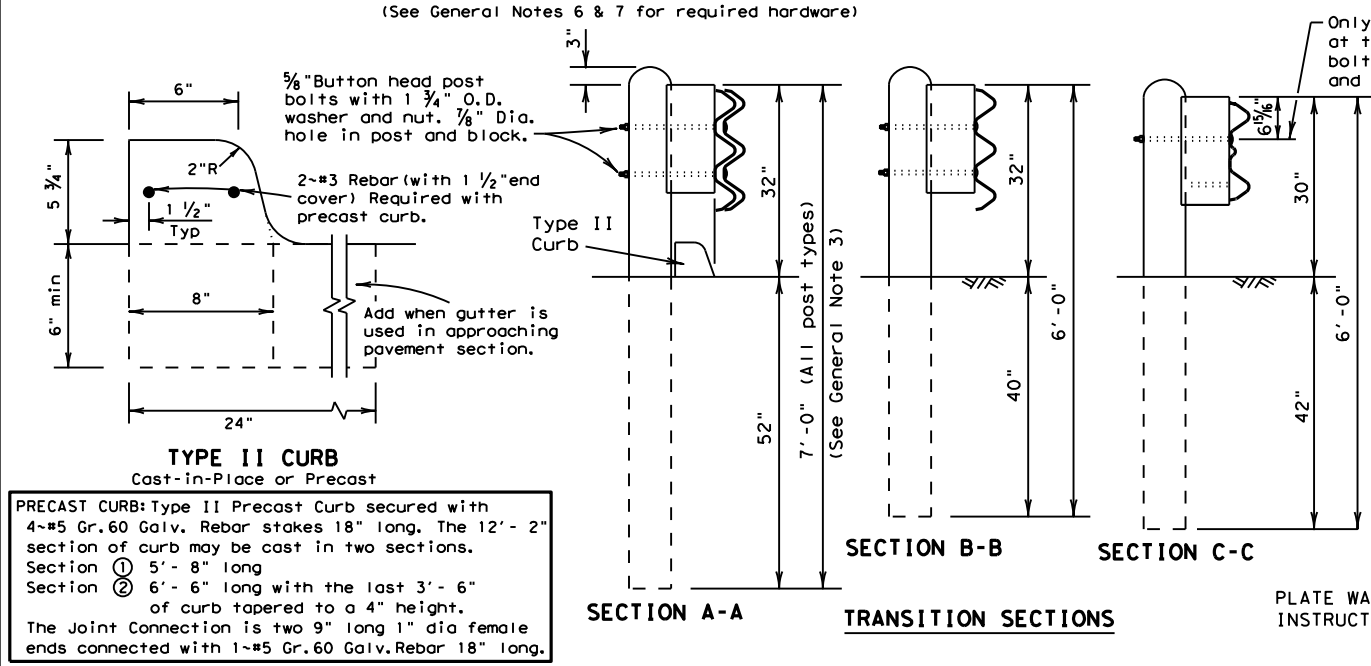 (See General Notes 6 & 7 for required hardware)
3"
Only
at t
bolt
and
6"
⅝"Button head post
bolts with 1 ¾" O.D.
washer and nut. ⅞" Dia.
hole in post and block.
2"R
5 ¾"
2~#3 Rebar(with 1 ½"end
cover) Required with
precast curb.
1 ½"
Typ
Type II
Curb
32"
32"
6 15/16"
30"
6" min
8"
Add when gutter is
used in approaching
pavement section.
24"
52"
7'-0" (All post types)
(See General Note 3)
40"
6'-0"
42"
6'-0"
TYPE II CURB
Cast-in-Place or Precast
PRECAST CURB: Type II Precast Curb secured with
4~#5 Gr.60 Galv. Rebar stakes 18" long. The 12'- 2"
section of curb may be cast in two sections.
Section ① 5'- 8" long
Section ② 6'- 6" long with the last 3'- 6"
of curb tapered to a 4" height.
The Joint Connection is two 9" long 1" dia female
ends connected with 1~#5 Gr.60 Galv.Rebar 18" long.
SECTION A-A
SECTION B-B
SECTION C-C
TRANSITION SECTIONS
PLATE WA
INSTRUCT